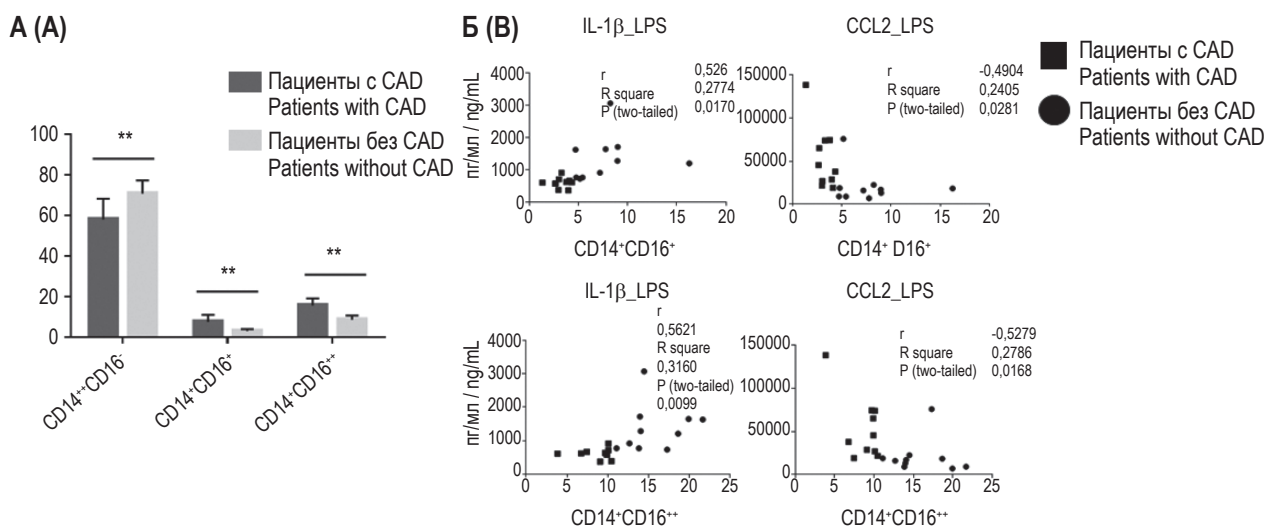 А (A)
Пациенты с CAD
Patients with CAD
Пациенты без CAD
Patients without CAD
100
80
60
40
20
0
**
**
**
CD14⁺⁺CD16⁻
CD14⁺CD16⁺
CD14⁺CD16⁺⁺
Б (B)
IL-1β_LPS
r 0,526
R square 0,2774
P (two-tailed) 0,0170
пг/мл / ng/mL
4000
3000
2000
1000
0
0 5 10 15 20
CD14⁺CD16⁺
CCL2_LPS
r -0,4904
R square 0,2405
P (two-tailed) 0,0281
150000
100000
50000
0
0 5 10 15 20
CD14⁺ D16⁺
Пациенты с CAD
Patients with CAD
Пациенты без CAD
Patients without CAD
IL-1β_LPS
r
0,5621
R square
0,3160
P (two-tailed)
0,0099
пг/мл / ng/mL
4000
3000
2000
1000
0
0 5 10 15 20 25
CD14⁺CD16⁺⁺
CCL2_LPS
r -0,5279
R square 0,2786
P (two-tailed) 0,0168
150000
100000
50000
0
0 5 10 15 20 25
CD14⁺CD16⁺⁺